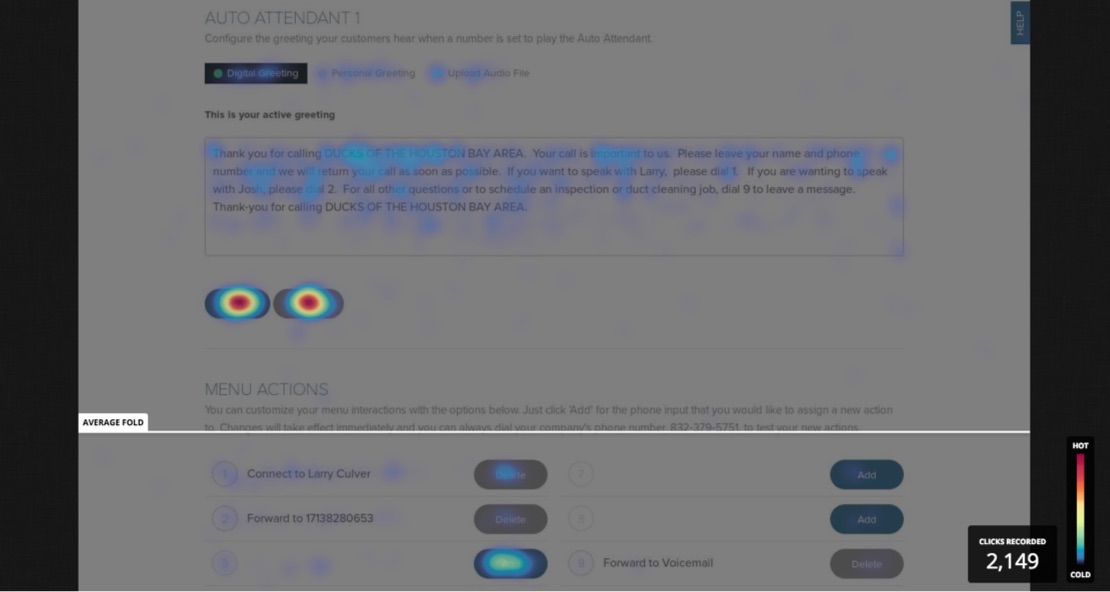 AUTO ATTENDANT 1
HELP
Configure the greeting your customers hear when a number is set to play the Auto Attendant.
Digital Greeting Personal Greeting Upload Audio File
This is your active greeting
Thank you for calling DUCKS OF THE HOUSTON BAY AREA. Your call is important to us. Please leave your name and phone
number and we will return your call as soon as possible. If you want to speak with Larry, please dial 1. If you are wanting to speak
with Josh, please dial 2. For all other questions or to schedule an inspection or duct cleaning job, dial 9 to leave a message.
Thank-you for calling DUCKS OF THE HOUSTON BAY AREA.
MENU ACTIONS
You can customize your menu interactions with the options below. Just click 'Add' for the phone input that you would like to assign a new action
AVERAGE FOLD
to. Changes will take effect immediately and you can always dial your company's phone number, 832-379-5751, to test your new actions.
HOT
1 Connect to Larry Culver Delete 7 Add
2 Forward to 17138280653 Delete Add
3 9 Forward to Voicemail Delete
CLICKS RECORDED
2,149
COLD